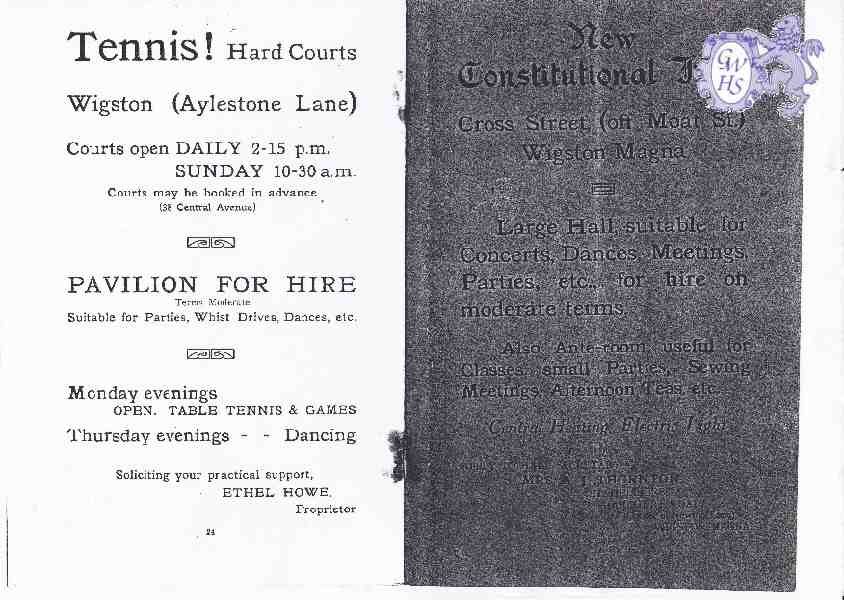 Tennis! Hard Courts
Wigston (Aylestone Lane)
Courts open DAILY 2-15 p.m.
SUNDAY 10-30 a.m.
Courts may be booked in advance
(38 Central Avenue)
PAVILION FOR HIRE
Terms Moderate
Suitable for Parties, Whist Drives, Dances, etc.
Monday evenings
OPEN. TABLE TENNIS & GAMES
Thursday evenings - - Dancing
Soliciting your practical support,
ETHEL HOWE,
Proprietor
24
New
Constitutional
Cross Street (off Moat St.)
Wigston Magna
Large Hall, suitable for
Concerts, Dances, Meetings,
Parties, etc., for hire on
moderate terms.
Also Ante-room, useful for
Classes, small Parties, Sewing
Meetings, Afternoon Teas, etc.
Central Heating, Electric Light
GWHS